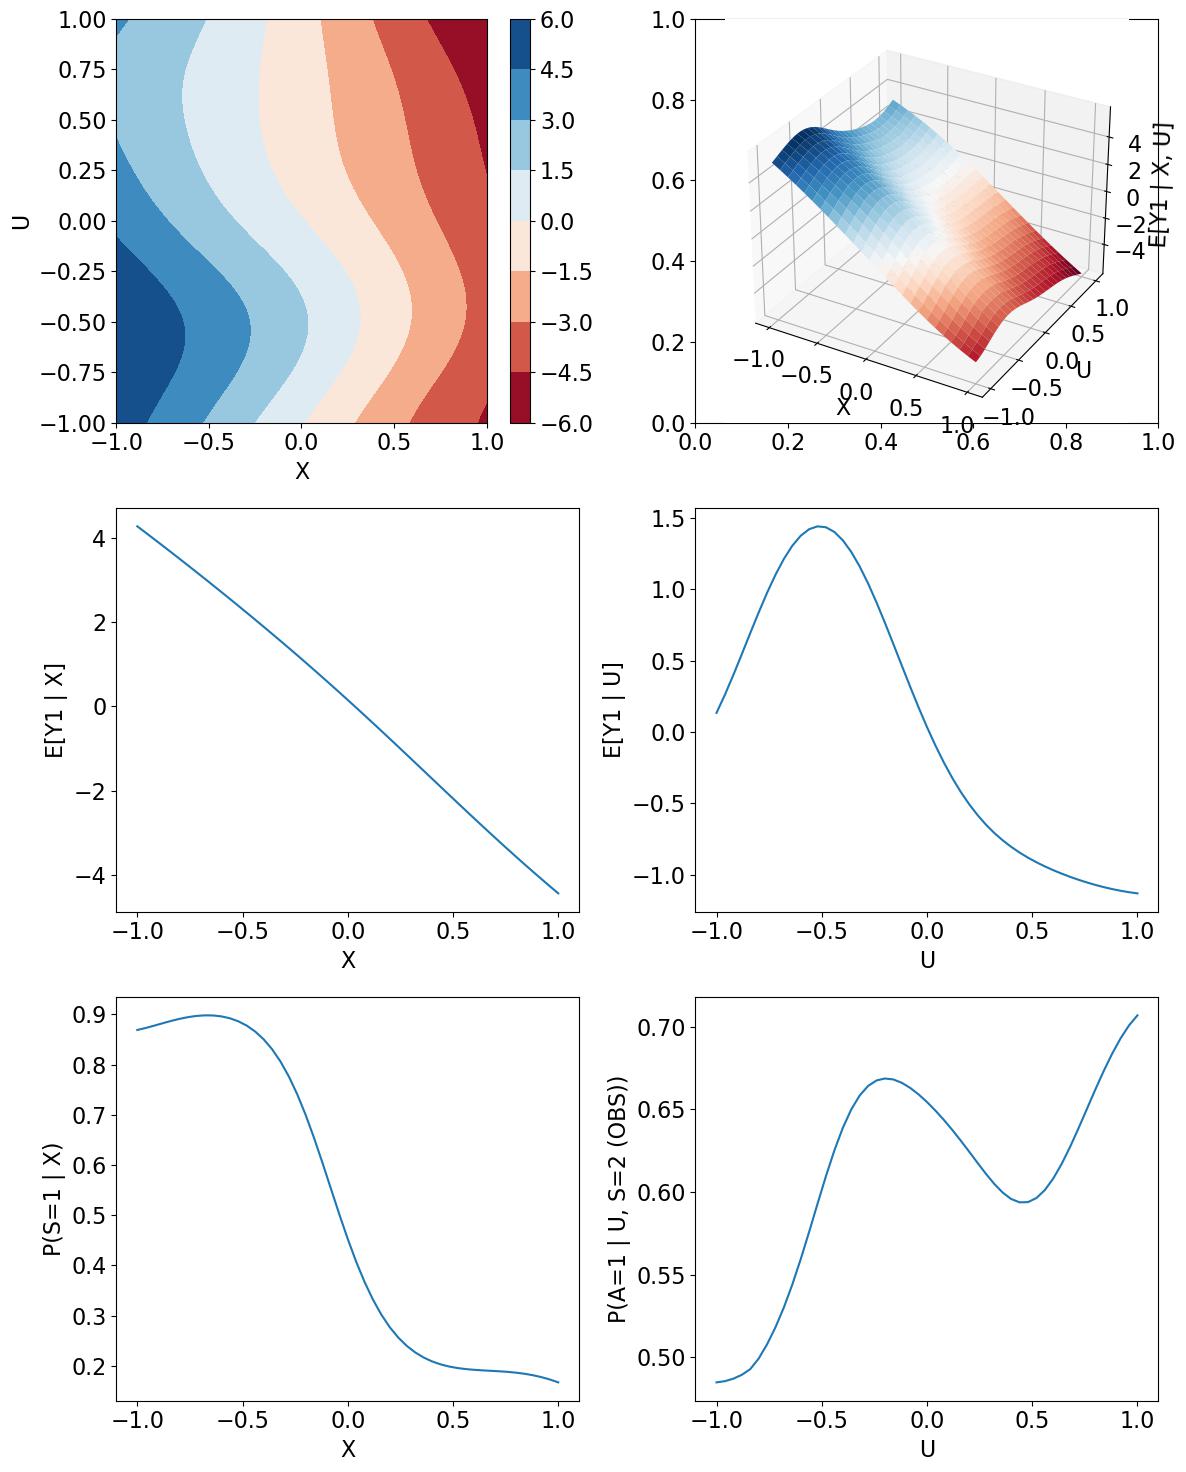 1.00
0.75
0.50
0.25
0.00
−0.25
−0.50
−0.75
−1.00
U
−1.0 −0.5 0.0 0.5 1.0
X
6.0
4.5
3.0
1.5
0.0
−1.5
−3.0
−4.5
−6.0
1.0
0.8
0.6
0.4
0.2
0.0
0.0 0.2 0.4 0.6 0.8 1.0
−1.0 −0.5 0.0 0.5 1.0
X
−1.0 −0.5 0.0 0.5 1.0
U
4
2
0
−2
−4
E[Y1 | X, U]
4
2
0
−2
−4
E[Y1 | X]
−1.0 −0.5 0.0 0.5 1.0
X
1.5
1.0
0.5
0.0
−0.5
−1.0
E[Y1 | U]
−1.0 −0.5 0.0 0.5 1.0
U
0.9
0.8
0.7
0.6
0.5
0.4
0.3
0.2
P(S=1 | X)
−1.0 −0.5 0.0 0.5 1.0
X
0.70
0.65
0.60
0.55
0.50
P(A=1 | U, S=2 (OBS))
−1.0 −0.5 0.0 0.5 1.0
U